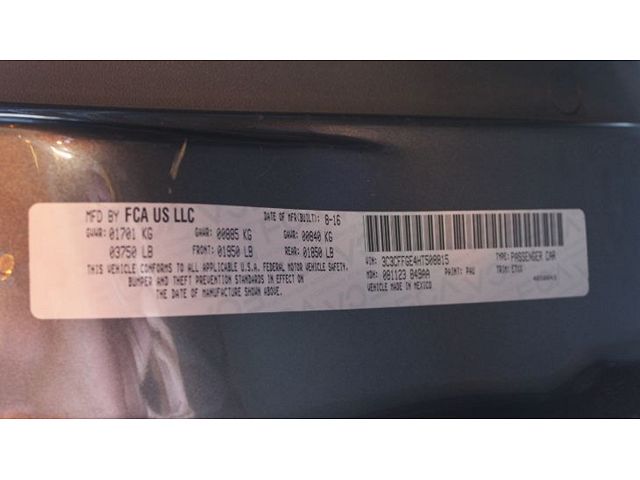 MFD BY FCA US LLC DATE OF MFR(BUILT): 8-16
GVWR: 01701 KG GAWR: 00885 KG GAWR: 00840 KG
03750 LB FRONT: 01950 LB REAR: 01850 LB
THIS VEHICLE CONFORMS TO ALL APPLICABLE U.S.A. FEDERAL MOTOR VEHICLE SAFETY,
BUMPER AND THEFT PREVENTION STANDARDS IN EFFECT ON
THE DATE OF MANUFACTURE SHOWN ABOVE.
VIN: 3C3CFFGE4HT500815 TYPE: PASSENGER CAR
MDH: 081123 849AA PAINT: PAU TRIM:
VEHICLE MADE IN MEXICO